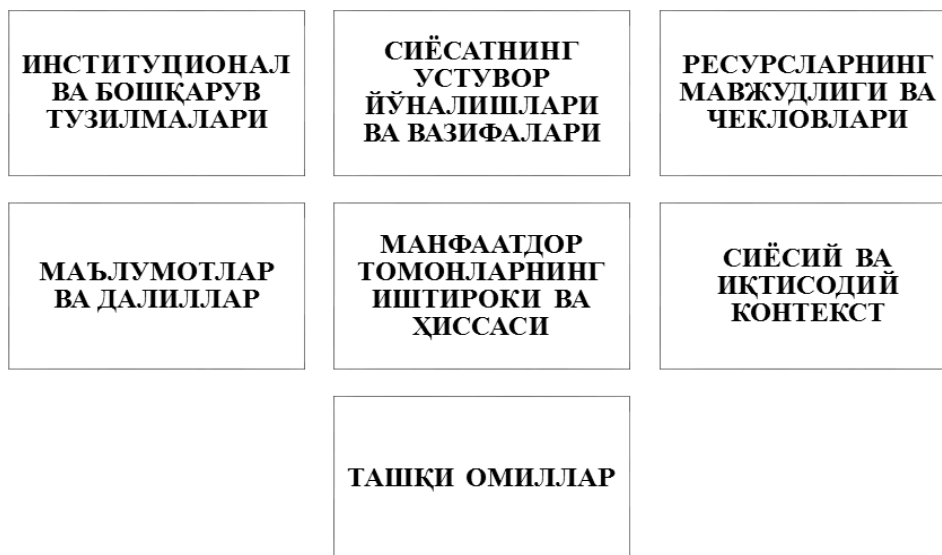 ИНСТИТУЦИОНАЛ
ВА БОШҚАРУВ
ТУЗИЛМАЛАРИ
СИЁСАТНИНГ
УСТУВОР
ЙЎНАЛИШЛАРИ
ВА ВАЗИФАЛАРИ
РЕСУРСЛАРНИНГ
МАВЖУДЛИГИ ВА
ЧЕКЛОВЛАРИ
МАЪЛУМОТЛАР
ВА ДАЛИЛЛАР
МАНФААТДОР
ТОМОНЛАРНИНГ
ИШТИРОКИ ВА
ҲИССАСИ
СИЁСИЙ ВА
ИҚТИСОДИЙ
КОНТЕКСТ
ТАШҚИ ОМИЛЛАР